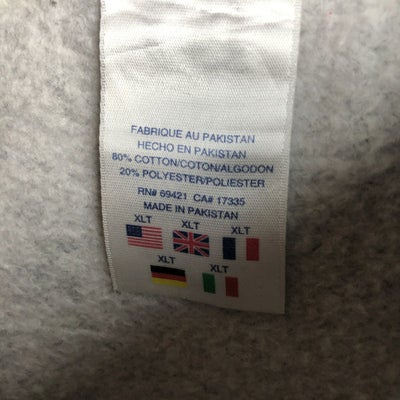 FABRIQUE AU PAKISTAN
HECHO EN PAKISTAN
80% COTTON/COTON/ALGODON
20% POLYESTER/POLIESTER
RN# 69421 CA# 17335
MADE IN PAKISTAN
XLT XLT XLT
XLT XLT